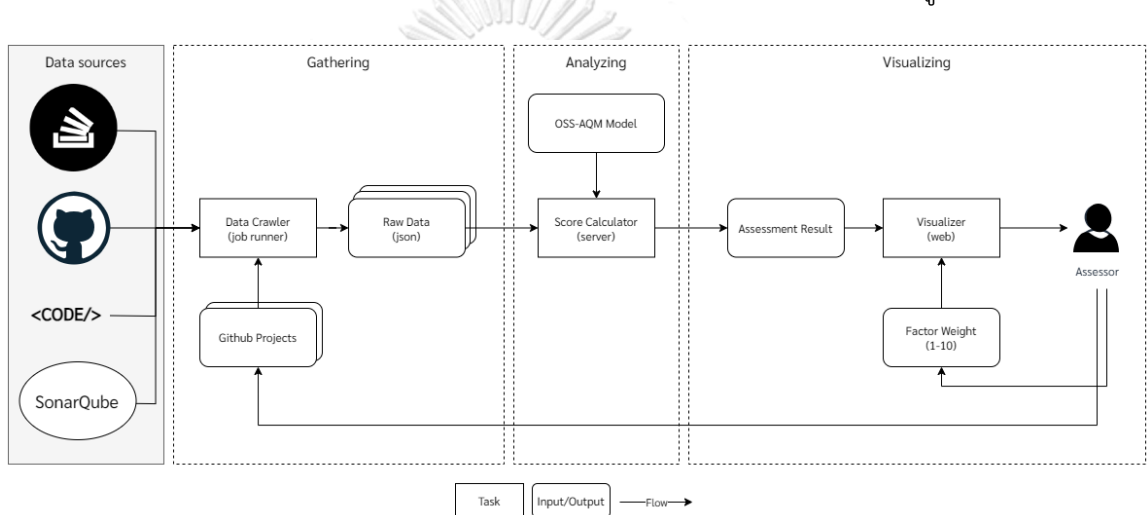 Data sources
Gathering
Analyzing
Visualizing
OSS-AQM Model
Data Crawler
(job runner)
Raw Data
(json)
Score Calculator
(server)
Assessment Result
Visualizer
(web)
Assessor
<CODE/>
Github Projects
Factor Weight
(1-10)
SonarQube
Task
Input/Output
Flow